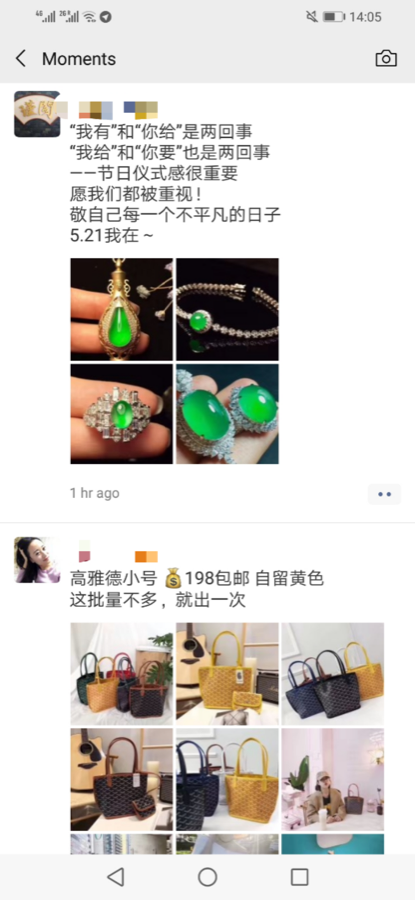 4G 2G 14:05
Moments
“我有”和“你给”是两回事
“我给”和“你要”也是两回事
——节日仪式感很重要
愿我们都被重视！
敬自己每一个不平凡的日子
5.21我在～
1 hr ago
高雅德小号 💰198包邮 自留黄色
这批量不多，就出一次